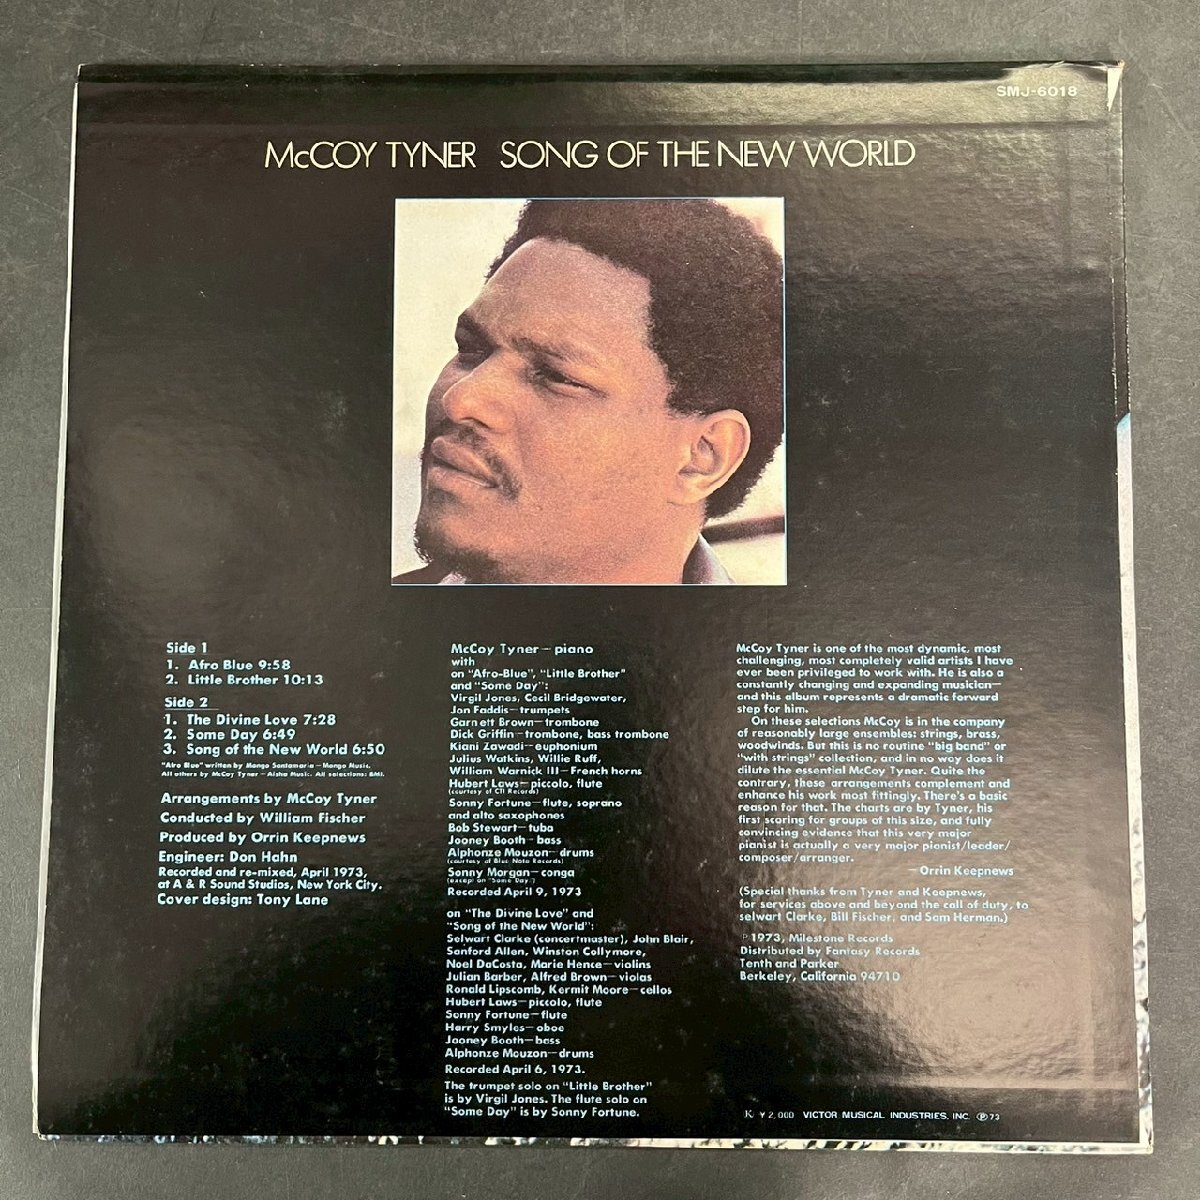 SMJ-6018
McCOY TYNER SONG OF THE NEW WORLD
Side 1
1. Afro Blue 9:58
2. Little Brother 10:13
Side 2
1. The Divine Love 7:28
2. Some Day 6:49
3. Song of the New World 6:50
"Afro Blue" written by Mongo Santamaria—Mongo Music.
All others by McCoy Tyner—Aisha Music. All selections: BMI.
Arrangements by McCoy Tyner
Conducted by William Fischer
Produced by Orrin Keepnews
Engineer: Don Hahn
Recorded and re-mixed, April 1973,
at A & R Sound Studios, New York City.
Cover design: Tony Lane
McCoy Tyner—piano
with
on "Afro-Blue", "Little Brother"
and "Some Day":
Virgil Jones, Cecil Bridgewater,
Jon Faddis—trumpets
Garnett Brown—trombone
Dick Griffin—trombone, bass trombone
Kiani Zawadi—euphonium
Julius Watkins, Willie Ruff,
William Warnick III—French horns
Hubert Laws—piccolo, flute
(courtesy of CTI Records)
Sonny Fortune—flute, soprano
and alto saxophones
Bob Stewart—tuba
Jooney Booth—bass
Alphonze Mouzon—drums
(courtesy of Blue Note Records)
Sonny Morgan—conga
(except on "Some Day")
Recorded April 9, 1973
on "The Divine Love" and
"Song of the New World":
Selwart Clarke (concertmaster), John Blair,
Sanford Allen, Winston Collymore,
Noel DaCosta, Marie Hence—violins
Julian Barber, Alfred Brown—violas
Ronald Lipscomb, Kermit Moore—cellos
Hubert Laws—piccolo, flute
Sonny Fortune—flute
Harry Smyles—oboe
Jooney Booth—bass
Alphonze Mouzon—drums
Recorded April 6, 1973.
The trumpet solo on "Little Brother"
is by Virgil Jones. The flute solo on
"Some Day" is by Sonny Fortune.
McCoy Tyner is one of the most dynamic, most
challenging, most completely valid artists I have
ever been privileged to work with. He is also a
constantly changing and expanding musician—
and this album represents a dramatic forward
step for him.
On these selections McCoy is in the company
of reasonably large ensembles: strings, brass,
woodwinds. But this is no routine "big band" or
"with strings" collection, and in no way does it
dilute the essential McCoy Tyner. Quite the
contrary, these arrangements complement and
enhance his work most fittingly. There's a basic
reason for that. The charts are by Tyner, his
first scoring for groups of this size, and fully
convincing evidence that this very major
pianist is actually a very major pianist/leader/
composer/arranger.
—Orrin Keepnews
(Special thanks from Tyner and Keepnews,
for services above and beyond the call of duty, to
selwart Clarke, Bill Fischer, and Sam Herman.)
℗1973, Milestone Records
Distributed by Fantasy Records
Tenth and Parker
Berkeley, California 94710
K ¥2,000 VICTOR MUSICAL INDUSTRIES, INC. ℗73